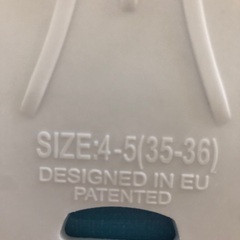 SIZE:4-5(35-36)
DESIGNED IN EU
PATENTED